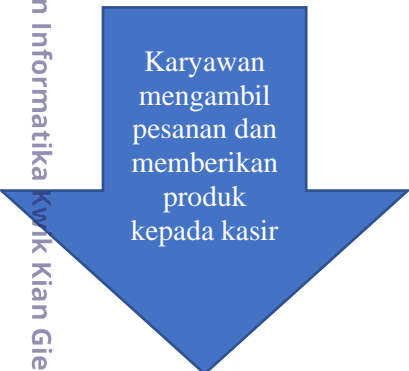 Karyawan
mengambil
pesanan dan
memberikan
produk
kepada kasir
Informatika Kwik Kian Gie